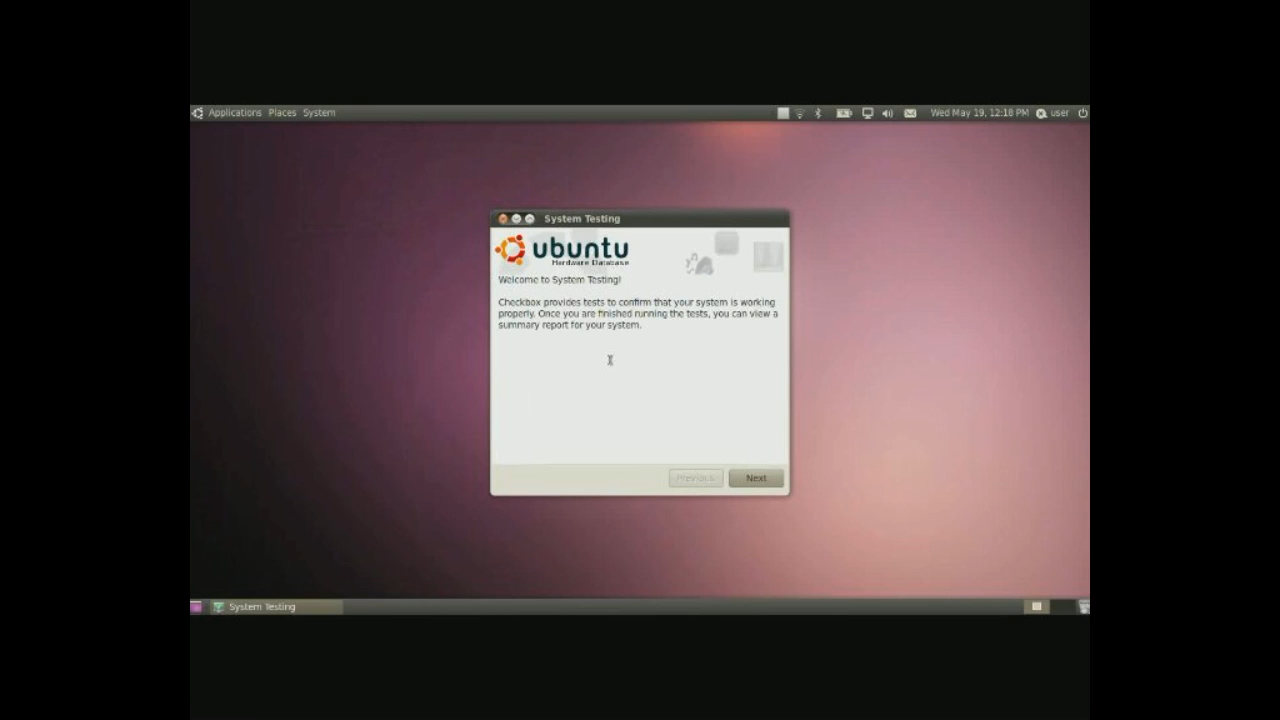 Applications Places System
Wed May 19, 12:18 PM user
System Testing
ubuntu
Hardware Database
Welcome to System Testing!
Checkbox provides tests to confirm that your system is working
properly. Once you are finished running the tests, you can view a
summary report for your system.
Previous Next
System Testing